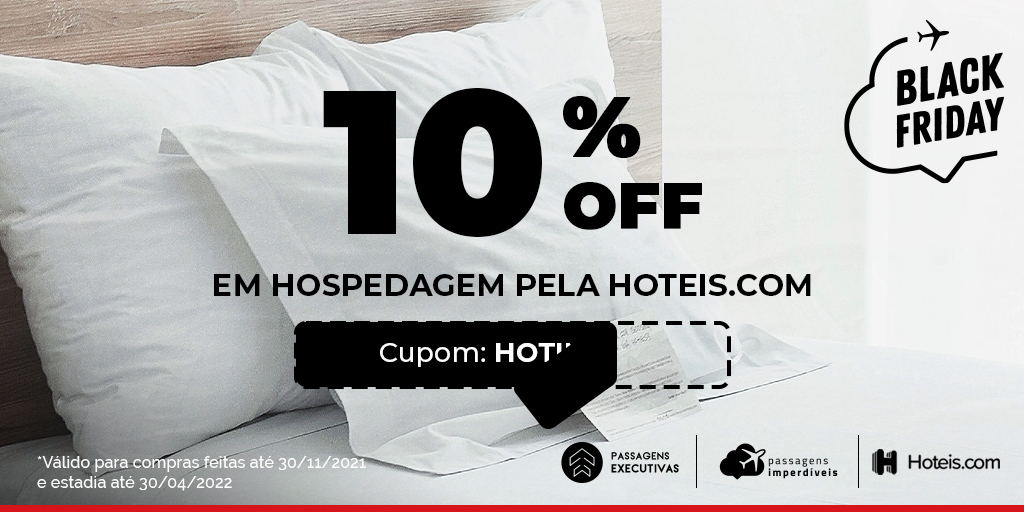 BLACK
FRIDAY
10%
OFF
EM HOSPEDAGEM PELA HOTEIS.COM
Cupom:
*Válido para compras feitas até 30/11/2021
e estadia até 30/04/2022
PASSAGENS
EXECUTIVAS
passagens
imperdíveis
Hoteis.com